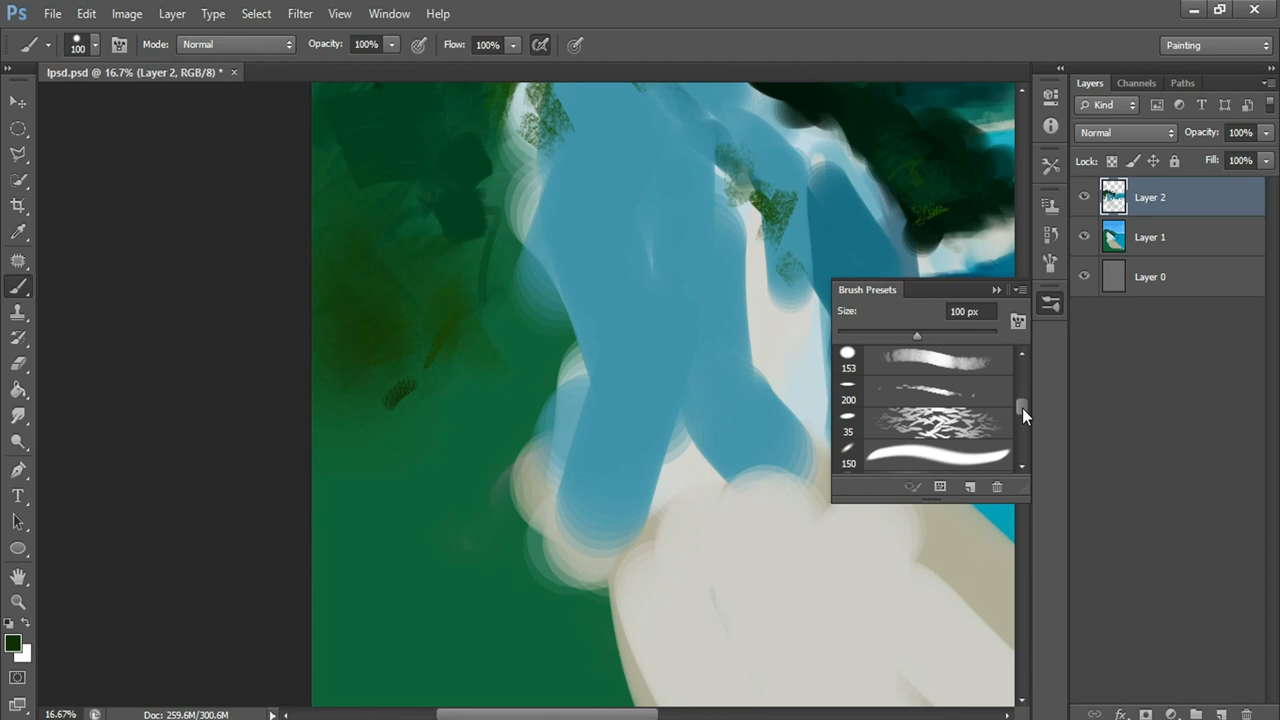 Ps File Edit Image Layer Type Select Filter View Window Help
100 Mode: Normal Opacity: 100% Flow: 100% Painting
lpsd.psd @ 16.7% (Layer 2, RGB/8) * ×
Layers Channels Paths
Kind
Normal Opacity: 100%
Lock: Fill: 100%
Layer 2
Layer 1
Layer 0
Brush Presets
Size: 100 px
153
200
35
150
16.67% Doc: 259.6M/300.6M